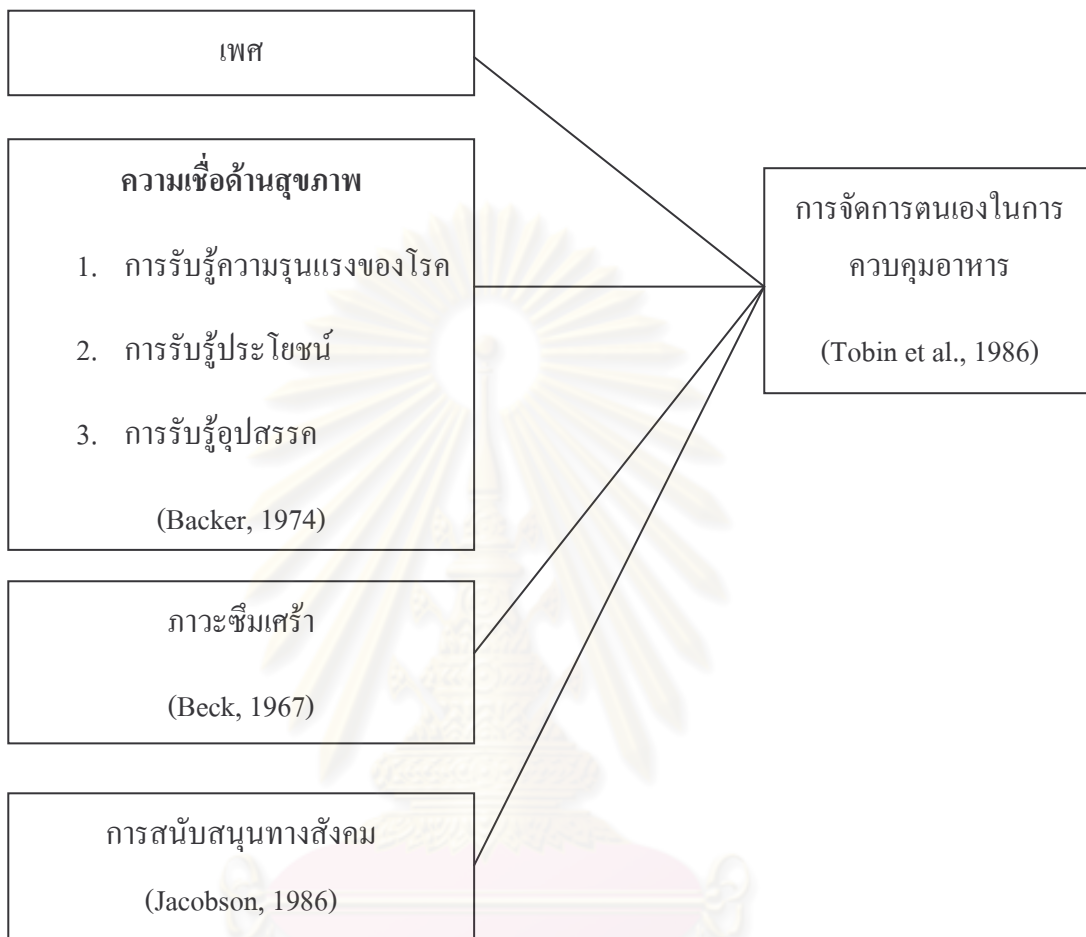 เพศ
ความเชื่อด้านสุขภาพ
1. การรับรู้ความรุนแรงของโรค
2. การรับรู้ประโยชน์
3. การรับรู้อุปสรรค
(Backer, 1974)
ภาวะซึมเศร้า
(Beck, 1967)
การสนับสนุนทางสังคม
(Jacobson, 1986)
การจัดการตนเองในการ
ควบคุมอาหาร
(Tobin et al., 1986)